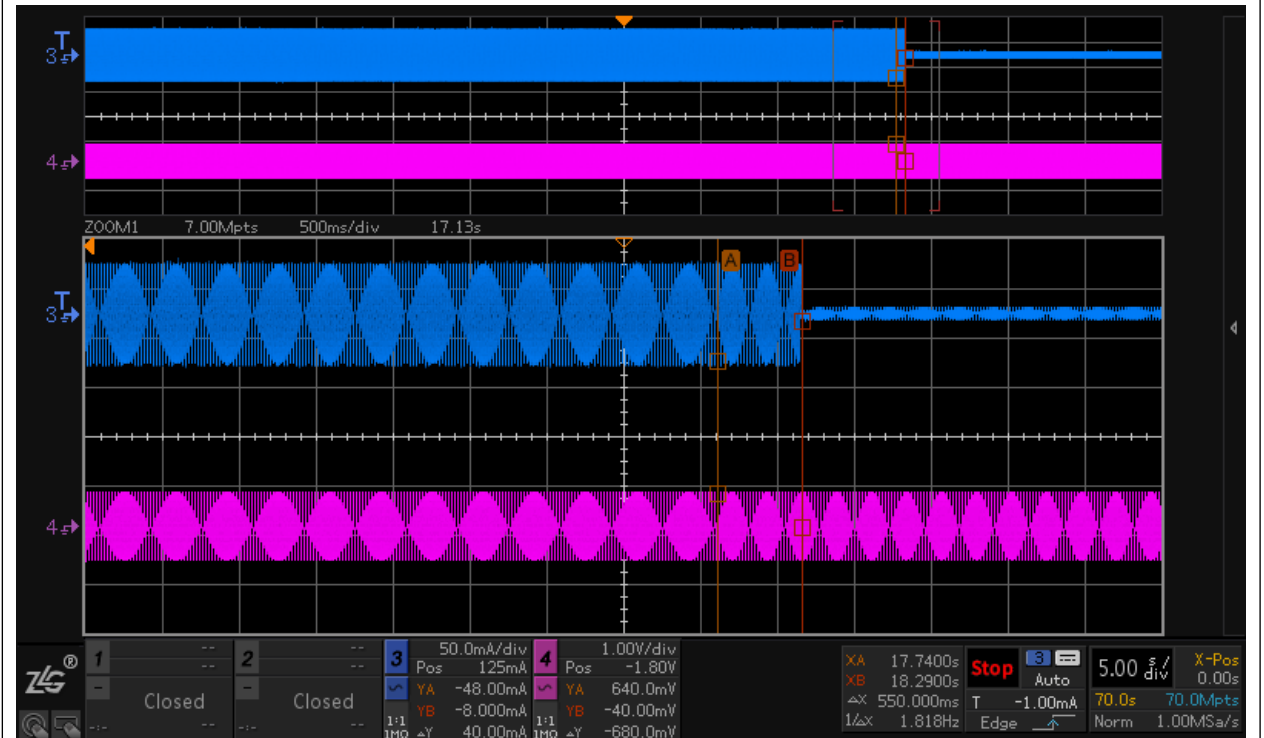 T
3
4
ZOOM1 7.00Mpts 500ms/div 17.13s
A B
T
3
4
ZLG®
1 -- --
- Closed
-:- --
2 -- --
- Closed
-:- --
3 50.0mA/div
Pos 125mA
YA -48.00mA
YB -8.000mA
1:1 1MΩ ⊿Y 40.00mA
4 1.00V/div
Pos -1.80V
YA 640.0mV
YB -40.00mV
1:1 1MΩ ⊿Y -680.0mV
XA 17.7400s
XB 18.2900s
⊿X 550.000ms
1/⊿X 1.818Hz
Stop 3 Auto
T -1.00mA
Edge
5.00 s/div X-Pos 0.00s
70.0s 70.0Mpts
Norm 1.00MSa/s